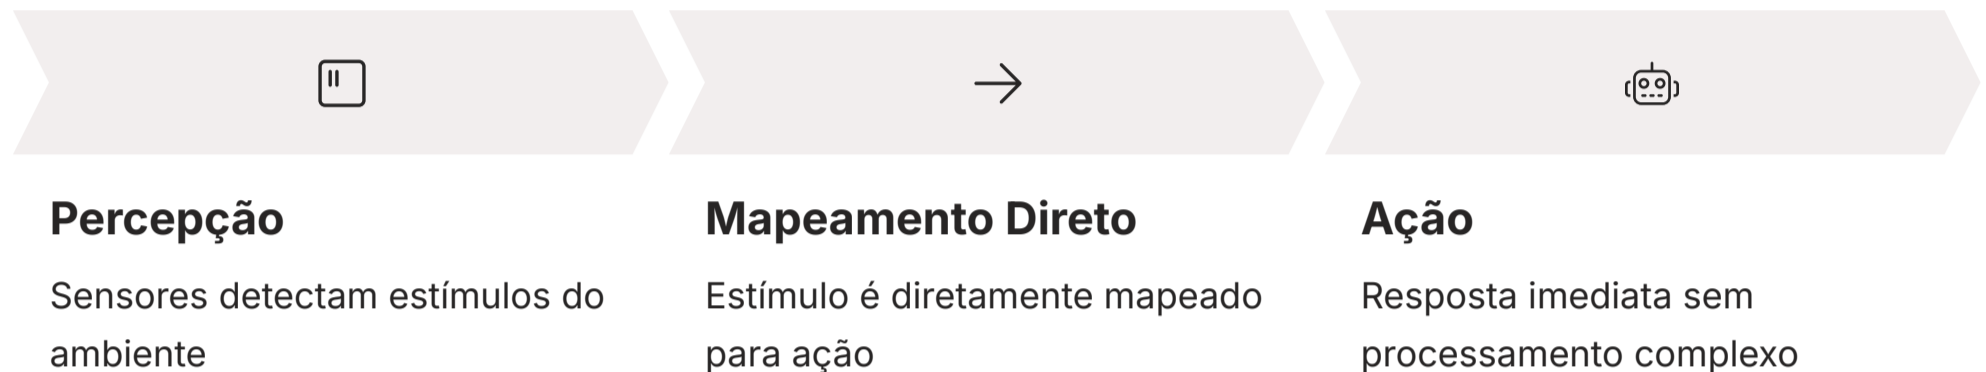 Percepção
Sensores detectam estímulos do
ambiente
Mapeamento Direto
Estímulo é diretamente mapeado
para ação
Ação
Resposta imediata sem
processamento complexo